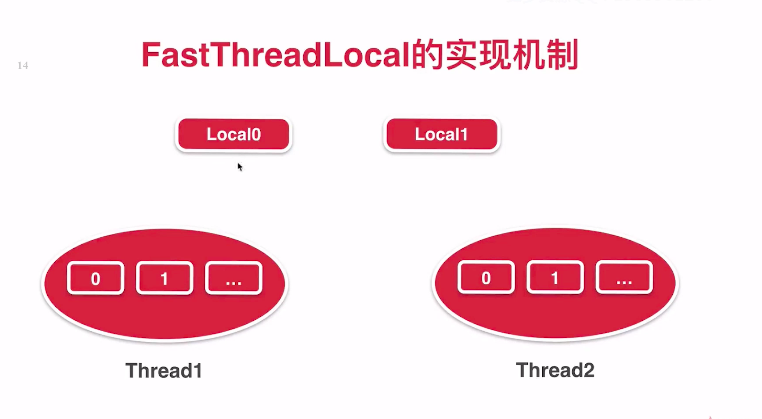 FastThreadLocal的实现机制
14
Local0
Local1
0
1
...
0
1
...
Thread1
Thread2